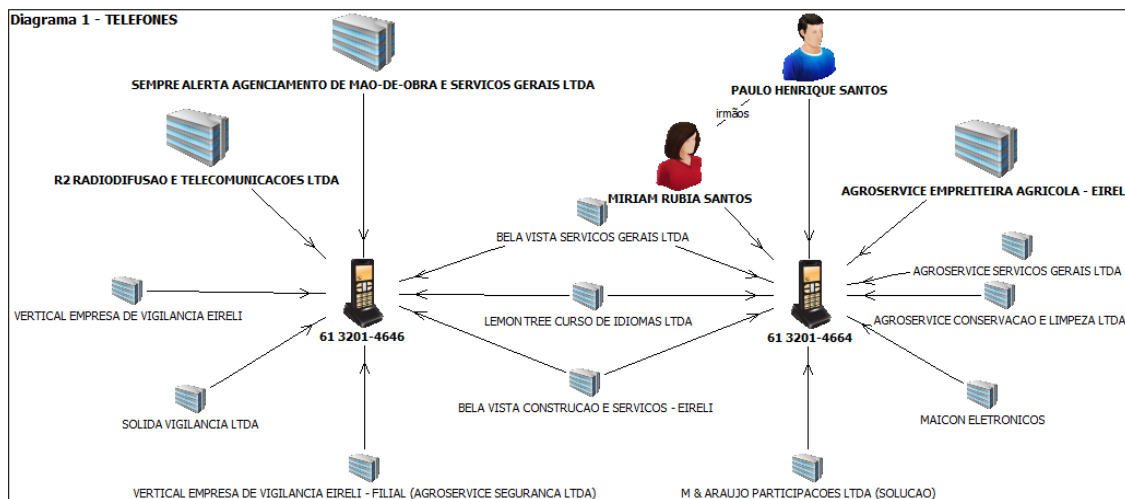 Diagrama 1 - TELEFONES
SEMPRE ALERTA AGENCIAMENTO DE MAO-DE-OBRA E SERVICOS GERAIS LTDA
PAULO HENRIQUE SANTOS
irmãos
R2 RADIODIFUSAO E TELECOMUNICACOES LTDA
MIRIAM RUBIA SANTOS
AGROSERVICE EMPREITEIRA AGRICOLA - EIREL
BELA VISTA SERVICOS GERAIS LTDA
AGROSERVICE SERVIÇOS GERAIS LTDA
VERTICAL EMPRESA DE VIGILANCIA EIRELI
LEMON TREE CURSO DE IDIOMAS LTDA
AGROSERVICE CONSERVACAO E LIMPEZA LTDA
61 3201-4646
61 3201-4664
SOLIDA VIGILANCIA LTDA
BELA VISTA CONSTRUCAO E SERVICOS - EIRELI
MAICON ELETRONICOS
VERTICAL EMPRESA DE VIGILANCIA EIRELI - FILIAL (AGROSERVICE SEGURANCA LTDA)
M & ARAUJO PARTICIPACOES LTDA (SOLUCAO)